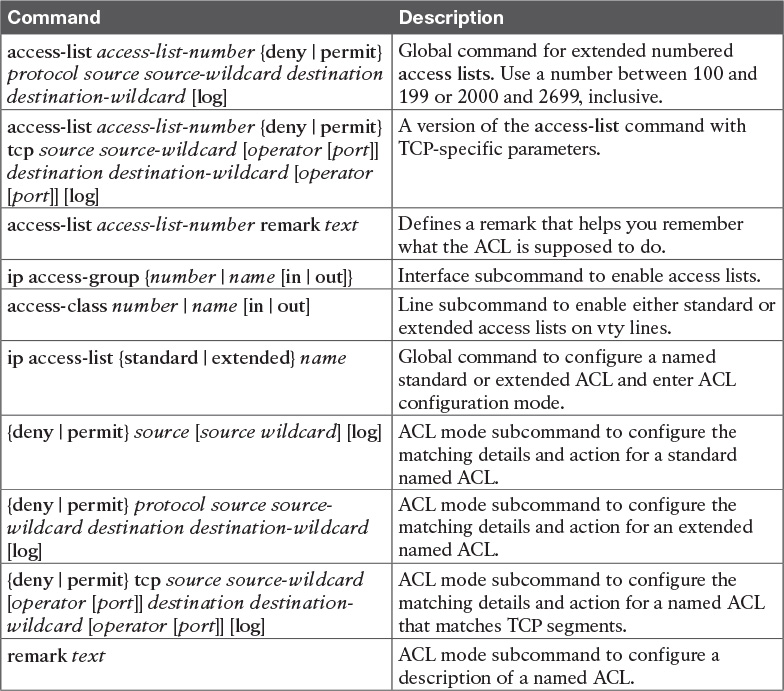 Command
Description
access-list access-list-number {deny | permit}
protocol source source-wildcard destination
destination-wildcard [log]
Global command for extended numbered
access lists. Use a number between 100 and
199 or 2000 and 2699, inclusive.
access-list access-list-number {deny | permit}
tcp source source-wildcard [operator [port]]
destination destination-wildcard [operator
[port]] [log]
A version of the access-list command with
TCP-specific parameters.
access-list access-list-number remark text
Defines a remark that helps you remember
what the ACL is supposed to do.
ip access-group {number | name [in | out]}
Interface subcommand to enable access lists.
access-class number | name [in | out]
Line subcommand to enable either standard or
extended access lists on vty lines.
ip access-list {standard | extended} name
Global command to configure a named
standard or extended ACL and enter ACL
configuration mode.
{deny | permit} source [source wildcard] [log]
ACL mode subcommand to configure the
matching details and action for a standard
named ACL.
{deny | permit} protocol source source-
wildcard destination destination-wildcard
[log]
ACL mode subcommand to configure the
matching details and action for an extended
named ACL.
{deny | permit} tcp source source-wildcard
[operator [port]] destination destination-
wildcard [operator [port]] [log]
ACL mode subcommand to configure the
matching details and action for a named ACL
that matches TCP segments.
remark text
ACL mode subcommand to configure a
description of a named ACL.